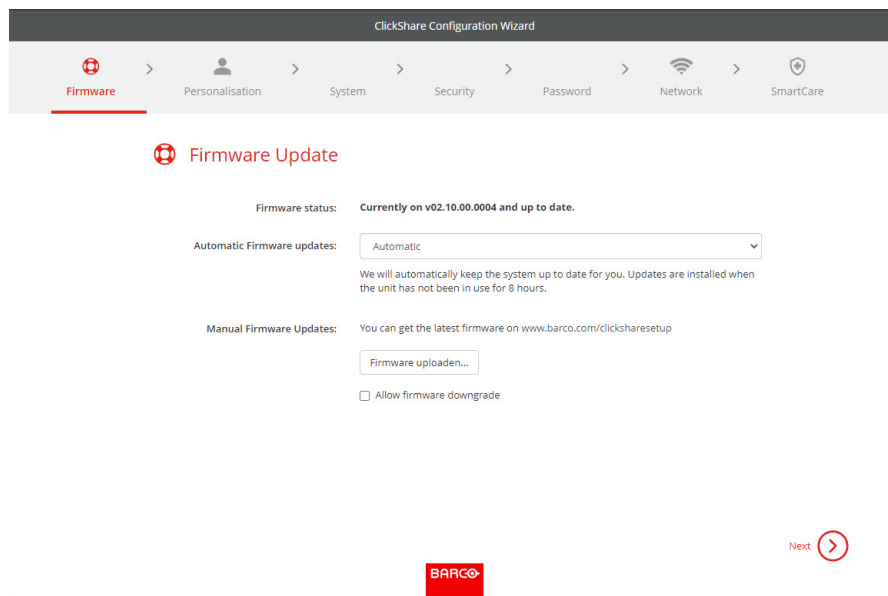 ClickShare Configuration Wizard
Firmware
Personalisation
System
Security
Password
Network
SmartCare
Firmware Update
Firmware status: Currently on v02.10.00.0004 and up to date.
Automatic Firmware updates: Automatic
We will automatically keep the system up to date for you. Updates are installed when
the unit has not been in use for 8 hours.
Manual Firmware Updates: You can get the latest firmware on www.barco.com/clicksharesetup
Firmware uploaden...
Allow firmware downgrade
Next
BARCO